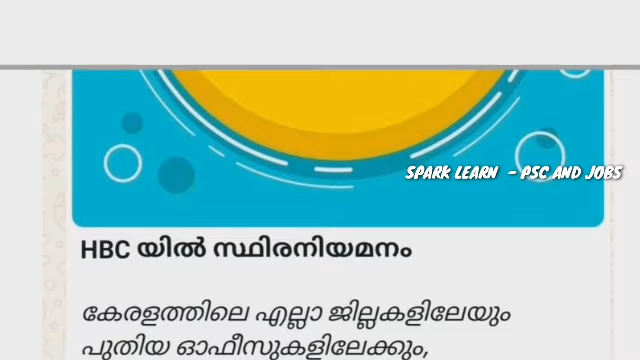 SPARK LEARN - PSC AND JOBS
HBC യിൽ സ്ഥിരനിയമനം
കേരളത്തിലെ എല്ലാ ജില്ലകളിലേയും
പുതിയ ഓഫീസുകളിലേക്കും,